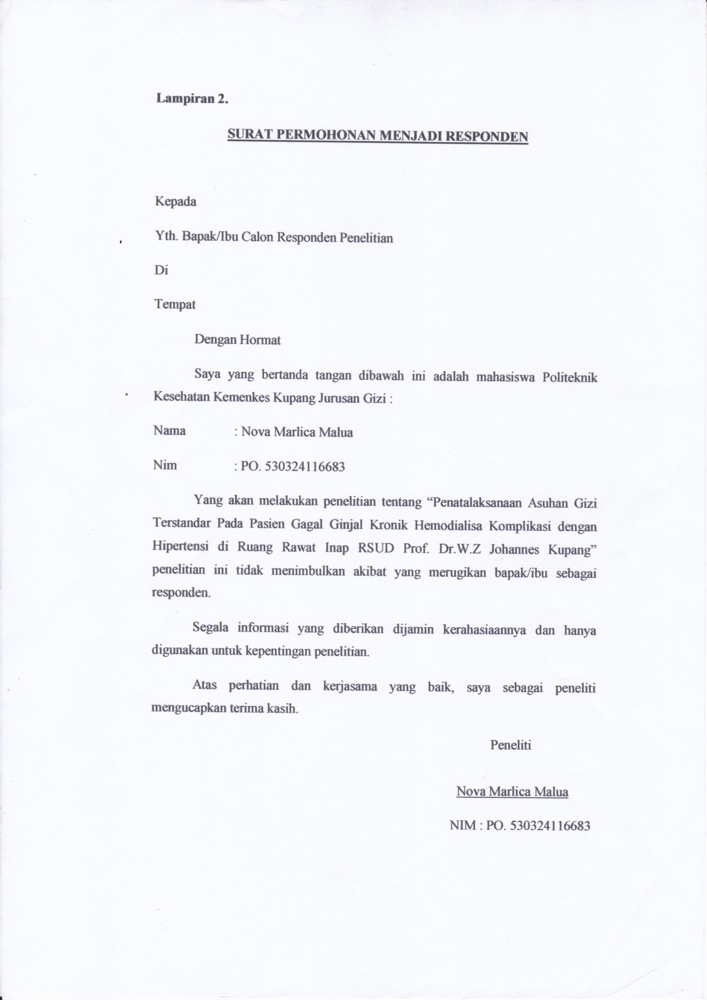 Lampiran 2.
SURAT PERMOHONAN MENJADI RESPONDEN
Kepada
Yth. Bapak/Ibu Calon Responden Penelitian
Di
Tempat
Dengan Hormat
Saya yang bertanda tangan dibawah ini adalah mahasiswa Politeknik
Kesehatan Kemenkes Kupang Jurusan Gizi :
Nama : Nova Marlica Malua
Nim : PO. 530324116683
Yang akan melakukan penelitian tentang “Penatalaksanaan Asuhan Gizi
Terstandar Pada Pasien Gagal Ginjal Kronik Hemodialisa Komplikasi dengan
Hipertensi di Ruang Rawat Inap RSUD Prof. Dr.W.Z Johannes Kupang”
penelitian ini tidak menimbulkan akibat yang merugikan bapak/ibu sebagai
responden.
Segala informasi yang diberikan dijamin kerahasiaannya dan hanya
digunakan untuk kepentingan penelitian.
Atas perhatian dan kerjasama yang baik, saya sebagai peneliti
mengucapkan terima kasih.
Peneliti
Nova Marlica Malua
NIM : PO. 530324116683